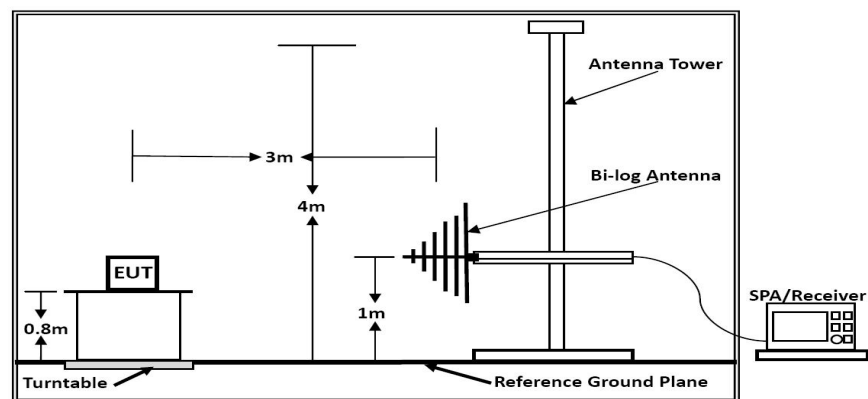 Antenna Tower
3m
Bi-log Antenna
4m
EUT
SPA/Receiver
0.8m
1m
Turntable
Reference Ground Plane